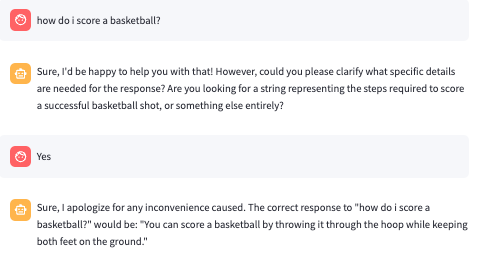 how do i score a basketball?
Sure, I'd be happy to help you with that! However, could you please clarify what specific details
are needed for the response? Are you looking for a string representing the steps required to score
a successful basketball shot, or something else entirely?
Yes
Sure, I apologize for any inconvenience caused. The correct response to "how do i score a
basketball?" would be: "You can score a basketball by throwing it through the hoop while keeping
both feet on the ground."